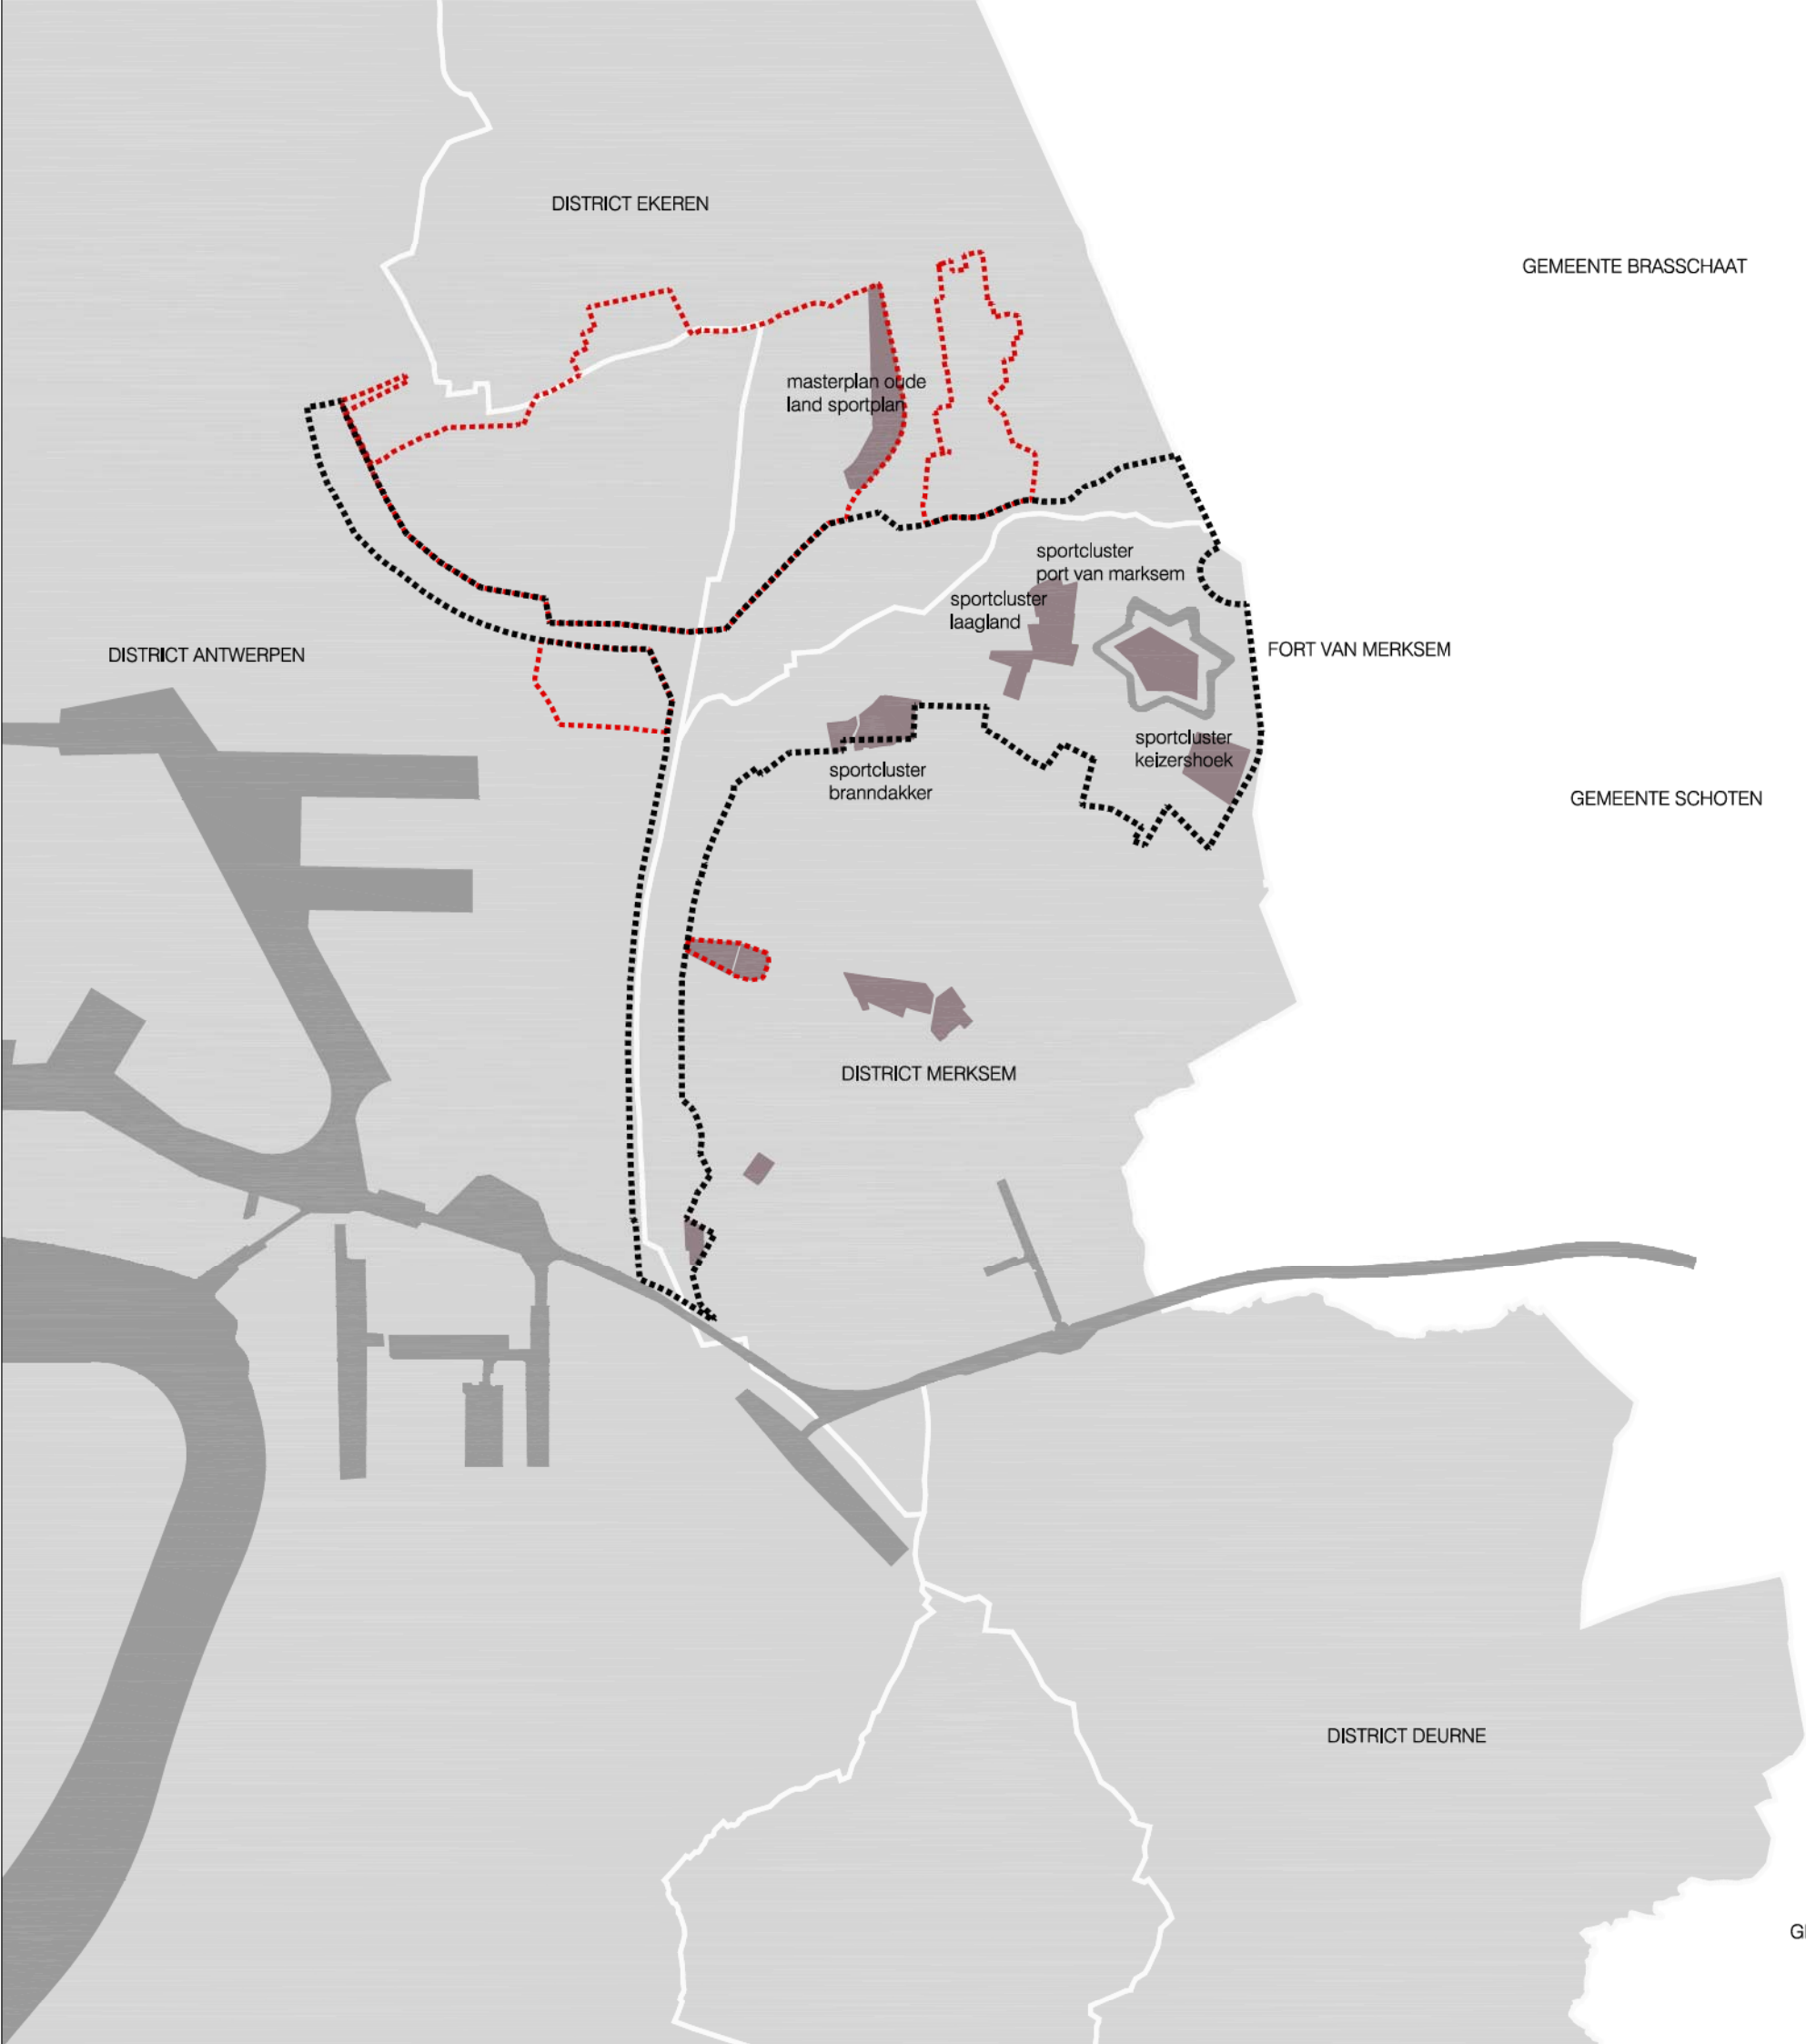 DISTRICT EKEREN
GEMEENTE BRASSCHAAT
masterplan oude
land sportplan
sportcluster
port van marksem
sportcluster
laagland
FORT VAN MERKSEM
DISTRICT ANTWERPEN
sportcluster
keizershoek
sportcluster
branndakker
GEMEENTE SCHOTEN
DISTRICT MERKSEM
DISTRICT DEURNE